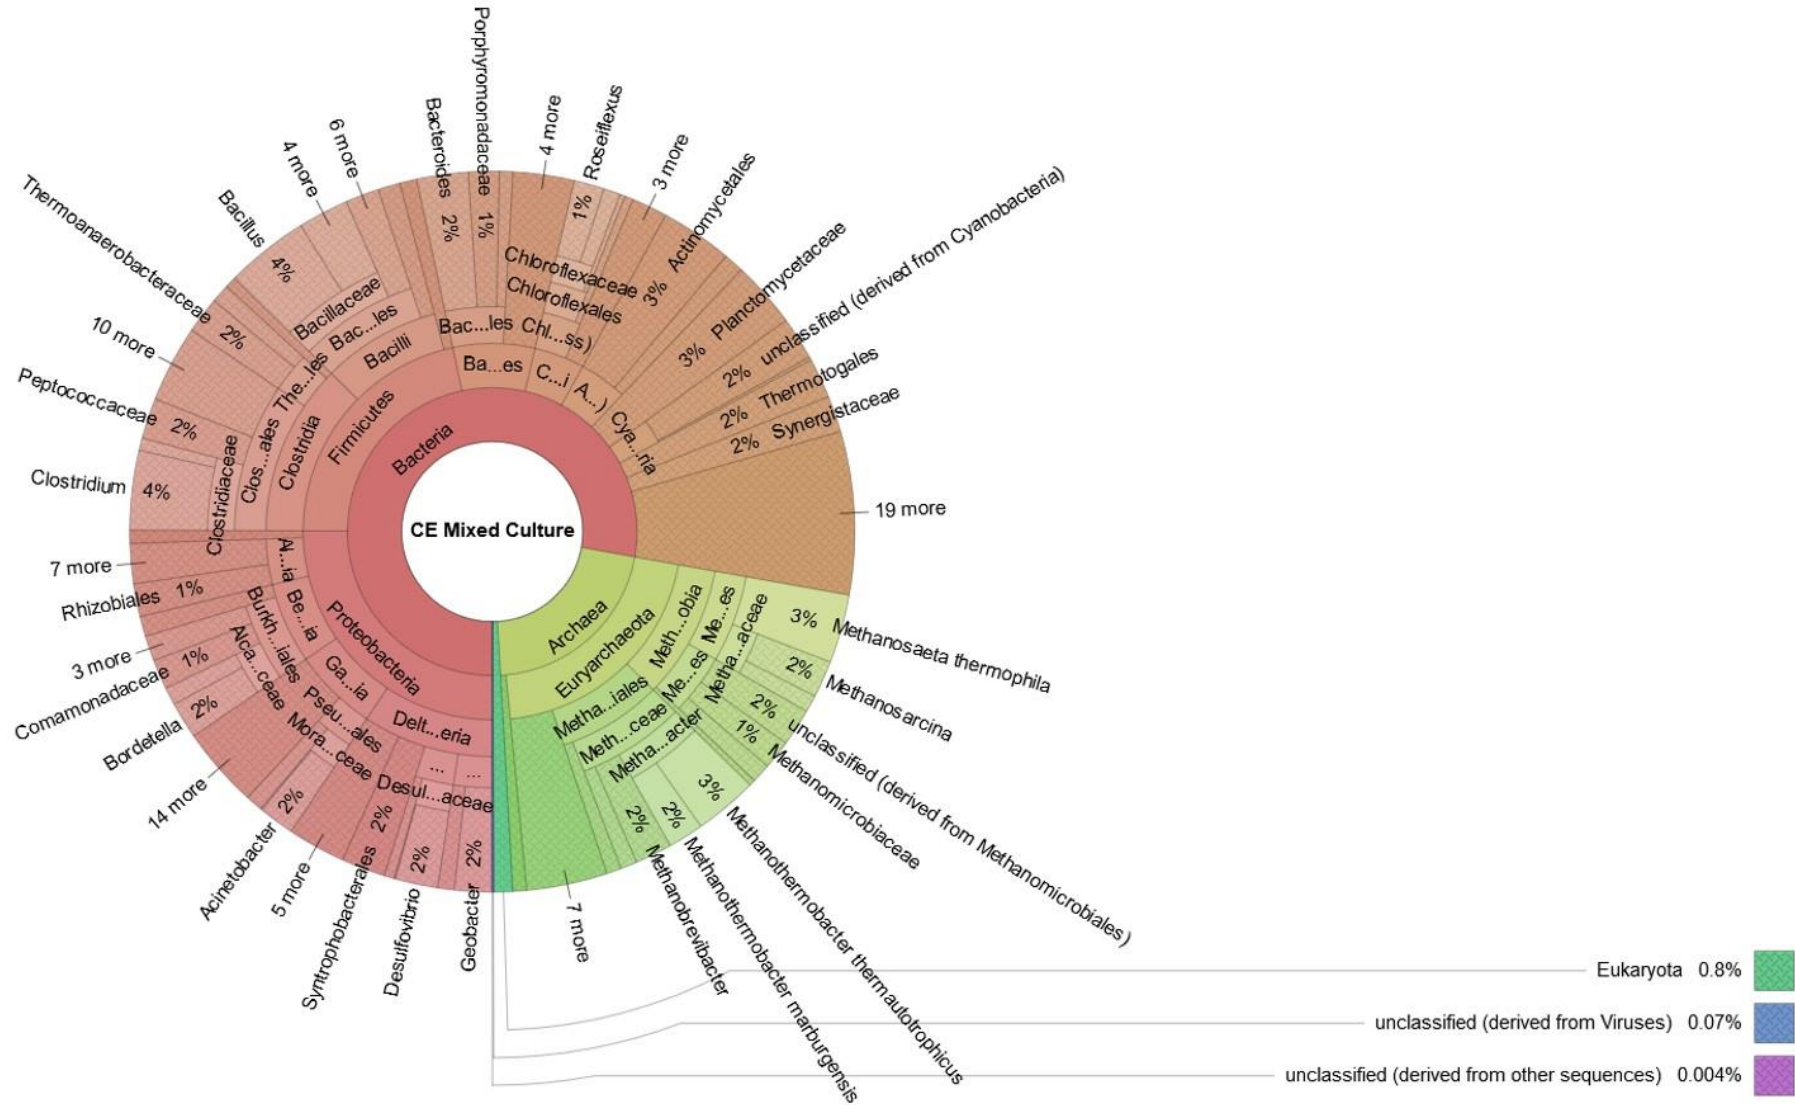 Porphyromonadaceae
1%
Bacteroides
2%
4 more
Roseiflexus
1%
3 more
Actinomycetales
3%
Planctomycetaceae
3%
unclassified (derived from Cyanobacteria)
2%
Thermotogales
2%
Synergistaceae
2%
19 more
6 more
4 more
Bacillus
4%
Thermoanaerobacteraceae
2%
10 more
Peptococcaceae
2%
Clostridium
4%
Chloroflexaceae
Chloroflexales
Chl...ss)
Bac...les
Ba...es
C...i
A...)
Cya...ria
Bacillaceae
Bac...les
Bacilli
The...les
Clos...ales
Clostridiaceae
Clostridia
Firmicutes
Bacteria
CE Mixed Culture
7 more
Rhizobiales
1%
3 more
Comamonadaceae
1%
Bordetella
2%
14 more
Acinetobacter
2%
5 more
Syntrophobacterales
2%
Desulfovibrio
2%
Geobacter
2%
Al...ia
Be...ia
Burkh...iales
Alca...ceae
Proteobacteria
Ga...ia
Pseu...ales
Mora...ceae
Delt...eria
...
...
Desul...aceae
Archaea
Euryarchaeota
Meth...obia
Me...es
Metha...aceae
Me...es
Metha...iales
Meth...ceae
Metha...acter
3%
Methanosaeta thermophila
2%
Methanosarcina
2%
unclassified (derived from Methanomicrobiales)
1%
Methanomicrobiaceae
3%
Methanothermobacter thermautotrophicus
2%
Methanothermobacter marburgensis
2%
Methanobrevibacter
7 more
Eukaryota 0.8%
unclassified (derived from Viruses) 0.07%
unclassified (derived from other sequences) 0.004%